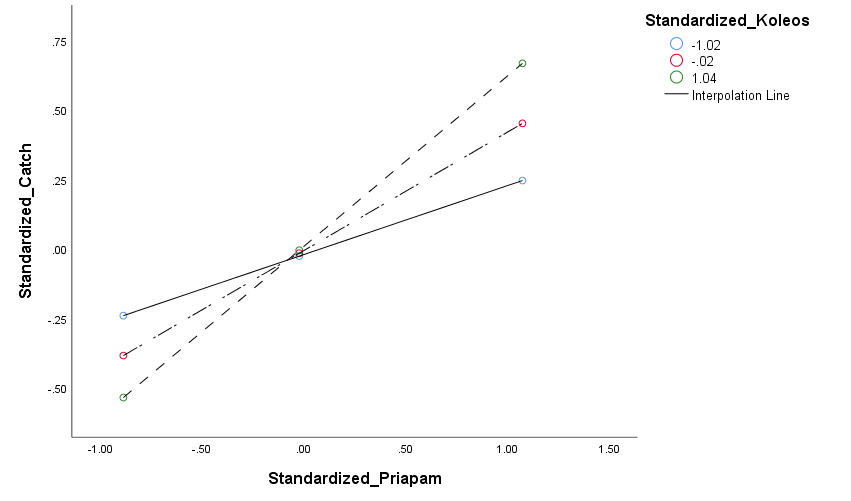 Standardized_Koleos
-1.02
-.02
1.04
Interpolation Line
Standardized_Catch
.75
.50
.25
.00
-.25
-.50
-1.00 -.50 .00 .50 1.00 1.50
Standardized_Priapam